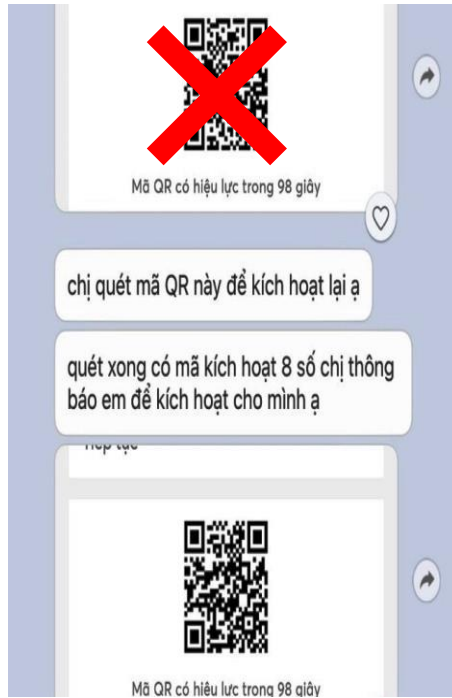 Mã QR có hiệu lực trong 98 giây
chị quét mã QR này để kích hoạt lại ạ
quét xong có mã kích hoạt 8 số chị thông
báo em để kích hoạt cho mình ạ
Tiếp tục
Mã QR có hiệu lực trong 98 giây